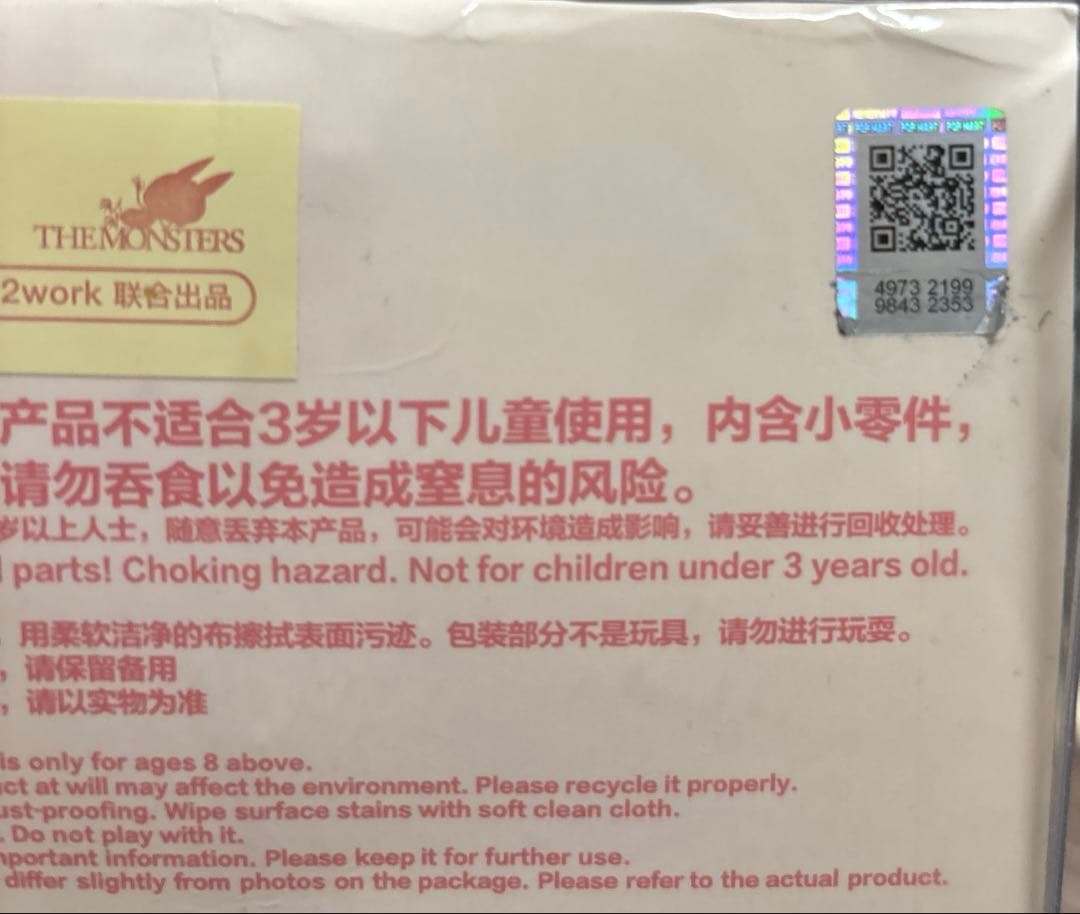 POP MART POP MART
THE MONSTERS
2work 联合出品
4973 2199
9843 2353
产品不适合3岁以下儿童使用，内含小零件，
请勿吞食以免造成窒息的风险。
岁以上人士，随意丢弃本产品，可能会对环境造成影响，请妥善进行回收处理。
parts! Choking hazard. Not for children under 3 years old.
用柔软洁净的布擦拭表面污迹。包装部分不是玩具，请勿进行玩耍。
，请保留备用
，请以实物为准
is only for ages 8 above.
ct at will may affect the environment. Please recycle it properly.
ust-proofing. Wipe surface stains with soft clean cloth.
. Do not play with it.
mportant information. Please keep it for further use.
differ slightly from photos on the package. Please refer to the actual product.